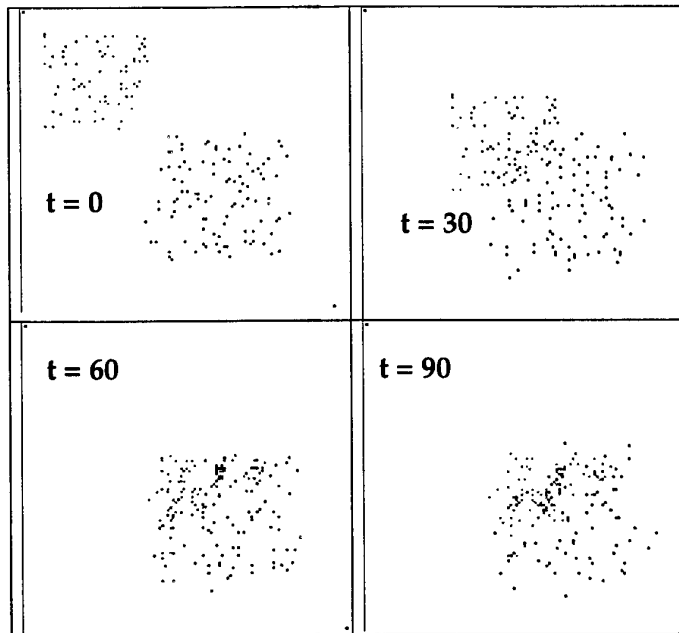 t = 0
t = 30
t = 60
t = 90